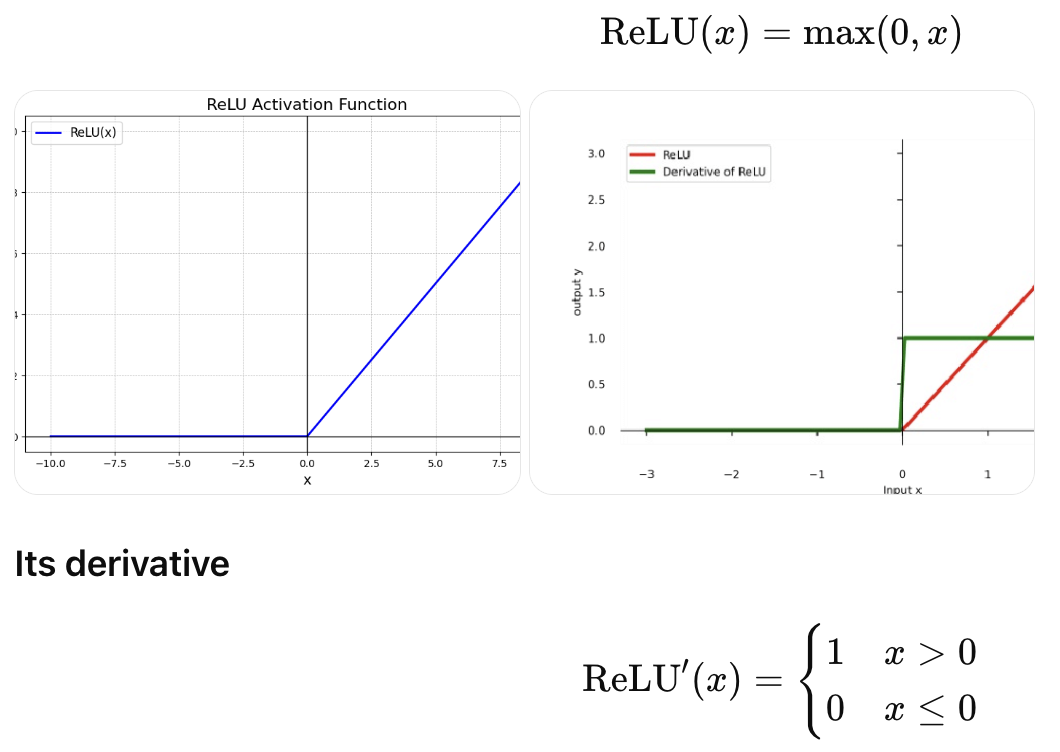 ReLU(x) = max(0, x)
ReLU Activation Function
ReLU(x)
−10.0 −7.5 −5.0 −2.5 0.0 2.5 5.0 7.5
x
ReLU
Derivative of ReLU
3.0
2.5
2.0
1.5
1.0
0.5
0.0
output y
−3 −2 −1 0 1
Input x
Its derivative
ReLU′(x) = {
1 x > 0
0 x ≤ 0